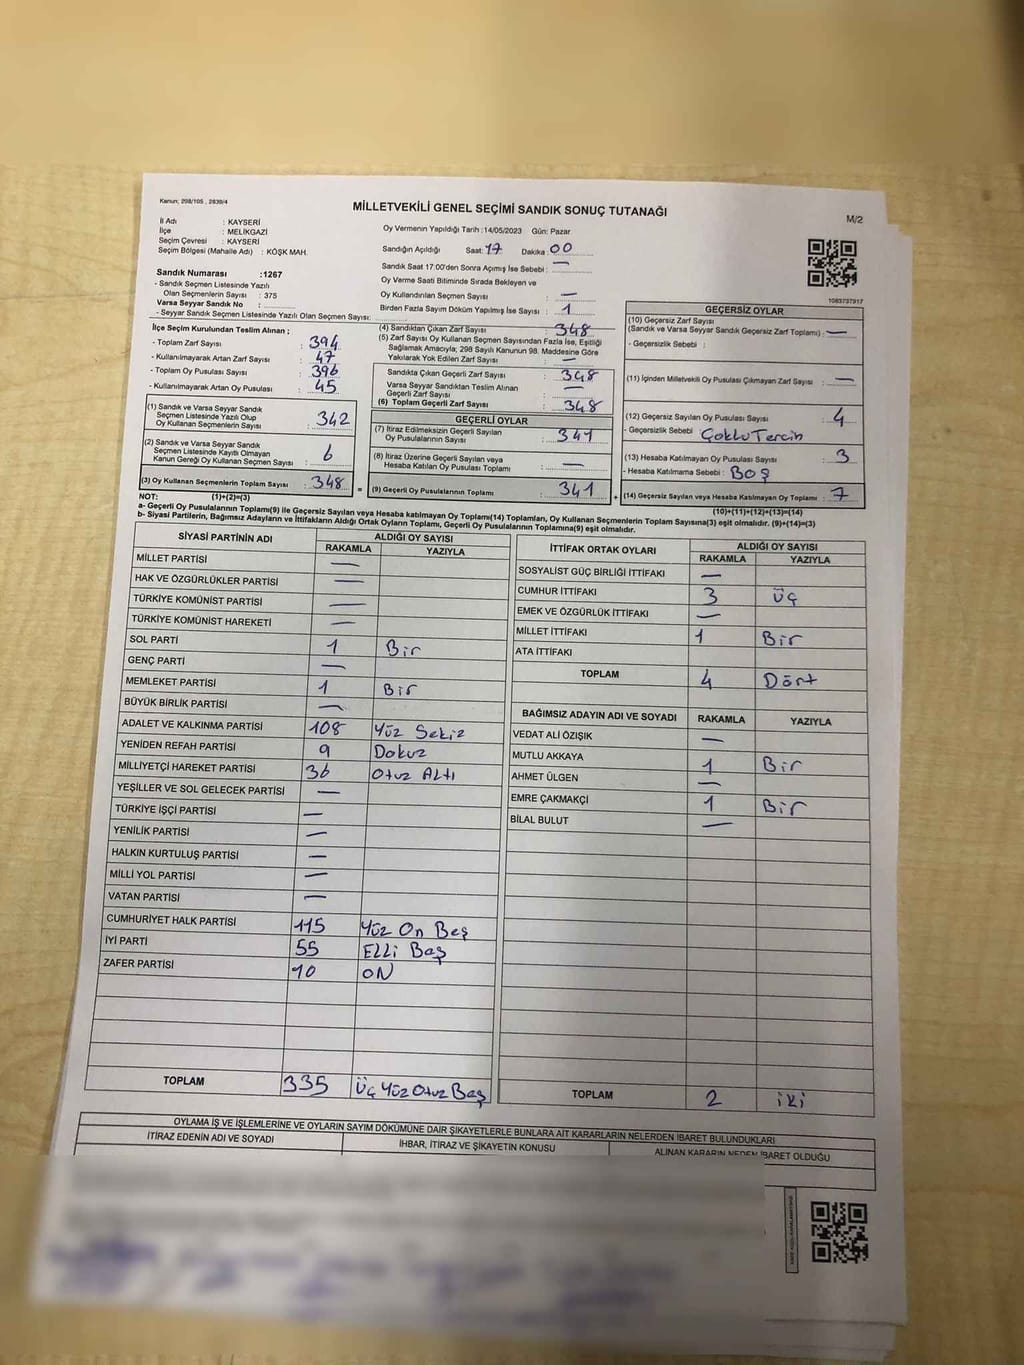 Kanun: 298/105 , 2839/4
MİLLETVEKİLİ GENEL SEÇİMİ SANDIK SONUÇ TUTANAĞI
M/2
İl Adı : KAYSERİ
İlçe : MELİKGAZİ
Seçim Çevresi : KAYSERİ
Seçim Bölgesi (Mahalle Adı) : KÖŞK MAH.
Oy Vermenin Yapıldığı Tarih :14/05/2023 Gün: Pazar
Sandığın Açıldığı Saat: 17 Dakika: 00
Sandık Saat 17:00'den Sonra Açımış İse Sebebi : —
Oy Verme Saati Bitiminde Sırada Bekleyen ve
Oy Kullandırılan Seçmen Sayısı : —
Birden Fazla Sayım Döküm Yapılmış İse Sayısı : 1
1083737917
Sandık Numarası :1267
- Sandık Seçmen Listesinde Yazılı
Olan Seçmenlerin Sayısı : 375
Varsa Seyyar Sandık No :
- Seyyar Sandık Seçmen Listesinde Yazılı Olan Seçmen Sayısı:
İlçe Seçim Kurulundan Teslim Alınan ;
- Toplam Zarf Sayısı : 394
- Kullanılmayarak Artan Zarf Sayısı : 47
- Toplam Oy Pusulası Sayısı : 396
- Kullanılmayarak Artan Oy Pusulası : 45
(1) Sandık ve Varsa Seyyar Sandık
Seçmen Listesinde Yazılı Olup
Oy Kullanan Seçmenlerin Sayısı : 342
(2) Sandık ve Varsa Seyyar Sandık
Seçmen Listesinde Kayıtlı Olmayan
Kanun Gereği Oy Kullanan Seçmen Sayısı : 6
(3) Oy Kullanan Seçmenlerin Toplam Sayısı : 348
(4) Sandıktan Çıkan Zarf Sayısı : 348
(5) Zarf Sayısı Oy Kullanan Seçmen Sayısından Fazla İse, Eşitliği
Sağlamak Amacıyla; 298 Sayılı Kanunun 98. Maddesine Göre
Yakılarak Yok Edilen Zarf Sayısı : —
Sandıkta Çıkan Geçerli Zarf Sayısı : 348
Varsa Seyyar Sandıktan Teslim Alınan
Geçerli Zarf Sayısı : —
(6) Toplam Geçerli Zarf Sayısı : 348
GEÇERLİ OYLAR
(7) İtiraz Edilmeksizin Geçerli Sayılan
Oy Pusulalarının Sayısı : 341
(8) İtiraz Üzerine Geçerli Sayılan veya
Hesaba Katılan Oy Pusulası Toplamı : —
= (9) Geçerli Oy Pusulalarının Toplamı : 341 +
GEÇERSİZ OYLAR
(10) Geçersiz Zarf Sayısı
(Sandık ve Varsa Seyyar Sandık Geçersiz Zarf Toplamı) : —
- Geçersizlik Sebebi :
(11) İçinden Milletvekili Oy Pusulası Çıkmayan Zarf Sayısı : —
(12) Geçersiz Sayılan Oy Pusulası Sayısı : 4
- Geçersizlik Sebebi : Çoklu Tercih
(13) Hesaba Katılmayan Oy Pusulası Sayısı : 3
- Hesaba Katılmama Sebebi : BOŞ
(14) Geçersiz Sayılan veya Hesaba Katılmayan Oy Toplamı : 7
NOT: (1)+(2)=(3) (10)+(11)+(12)+(13)=(14)
a- Geçerli Oy Pusulalarının Toplamı(9) ile Geçersiz Sayılan veya Hesaba katılmayan Oy Toplamı(14) Toplamları, Oy Kullanan Seçmenlerin Toplam Sayısına(3) eşit olmalıdır. (9)+(14)=(3)
b- Siyasi Partilerin, Bağımsız Adayların ve İttifakların Aldığı Ortak Oyların Toplamı, Geçerli Oy Pusulalarının Toplamına(9) eşit olmalıdır.
SİYASİ PARTİNİN ADI ALDIĞI OY SAYISI
RAKAMLA YAZIYLA
MİLLET PARTİSİ —
HAK VE ÖZGÜRLÜKLER PARTİSİ —
TÜRKİYE KOMÜNİST PARTİSİ —
TÜRKİYE KOMÜNİST HAREKETİ —
SOL PARTİ 1 Bir
GENÇ PARTİ —
MEMLEKET PARTİSİ 1 Bir
BÜYÜK BİRLİK PARTİSİ —
ADALET VE KALKINMA PARTİSİ 108 Yüz Sekiz
YENİDEN REFAH PARTİSİ 9 Dokuz
MİLLİYETÇİ HAREKET PARTİSİ 36 Otuz Altı
YEŞİLLER VE SOL GELECEK PARTİSİ —
TÜRKİYE İŞÇİ PARTİSİ —
YENİLİK PARTİSİ —
HALKIN KURTULUŞ PARTİSİ —
MİLLİ YOL PARTİSİ —
VATAN PARTİSİ —
CUMHURİYET HALK PARTİSİ 115 Yüz On Beş
İYİ PARTİ 55 Elli Baş
ZAFER PARTİSİ 10 ON
TOPLAM 335 Üç Yüz Otuz Baş
İTTİFAK ORTAK OYLARI ALDIĞI OY SAYISI
RAKAMLA YAZIYLA
SOSYALİST GÜÇ BİRLİĞİ İTTİFAKI —
CUMHUR İTTİFAKI 3 Üç
EMEK VE ÖZGÜRLÜK İTTİFAKI —
MİLLET İTTİFAKI 1 Bir
ATA İTTİFAKI
TOPLAM 4 Dört
BAĞIMSIZ ADAYIN ADI VE SOYADI RAKAMLA YAZIYLA
VEDAT ALİ ÖZIŞIK —
MUTLU AKKAYA 1 Bir
AHMET ÜLGEN —
EMRE ÇAKMAKÇİ 1 Bir
BİLAL BULUT —
TOPLAM 2 iki
OYLAMA İŞ VE İŞLEMLERİNE VE OYLARIN SAYIM DÖKÜMÜNE DAİR ŞİKAYETLERLE BUNLARA AİT KARARLARIN NELERDEN İBARET BULUNDUKLARI
İTİRAZ EDENİN ADI VE SOYADI İHBAR, İTİRAZ VE ŞİKAYETİN KONUSU ALINAN KARARIN NEDEN İBARET OLDUĞU